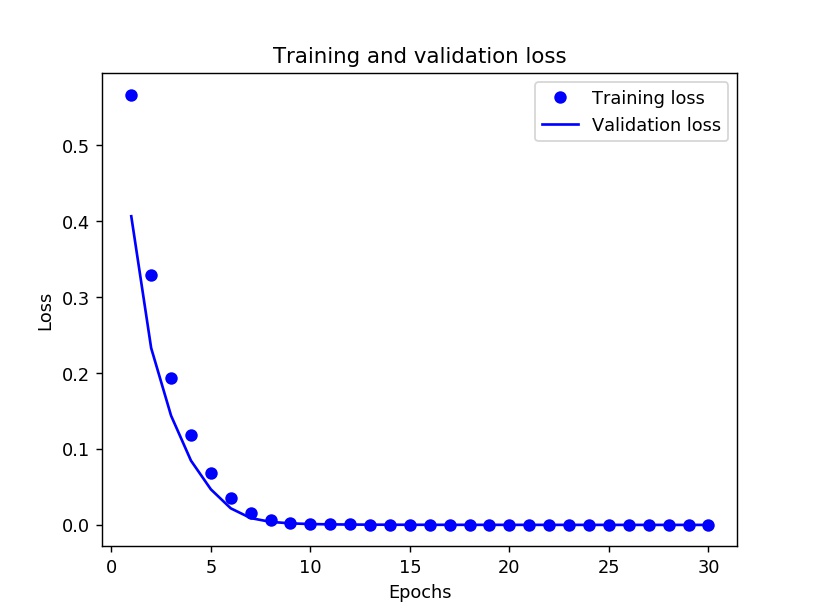 Training and validation loss
Training loss
Validation loss
0.5
0.4
0.3
0.2
0.1
0.0
Loss
0 5 10 15 20 25 30
Epochs